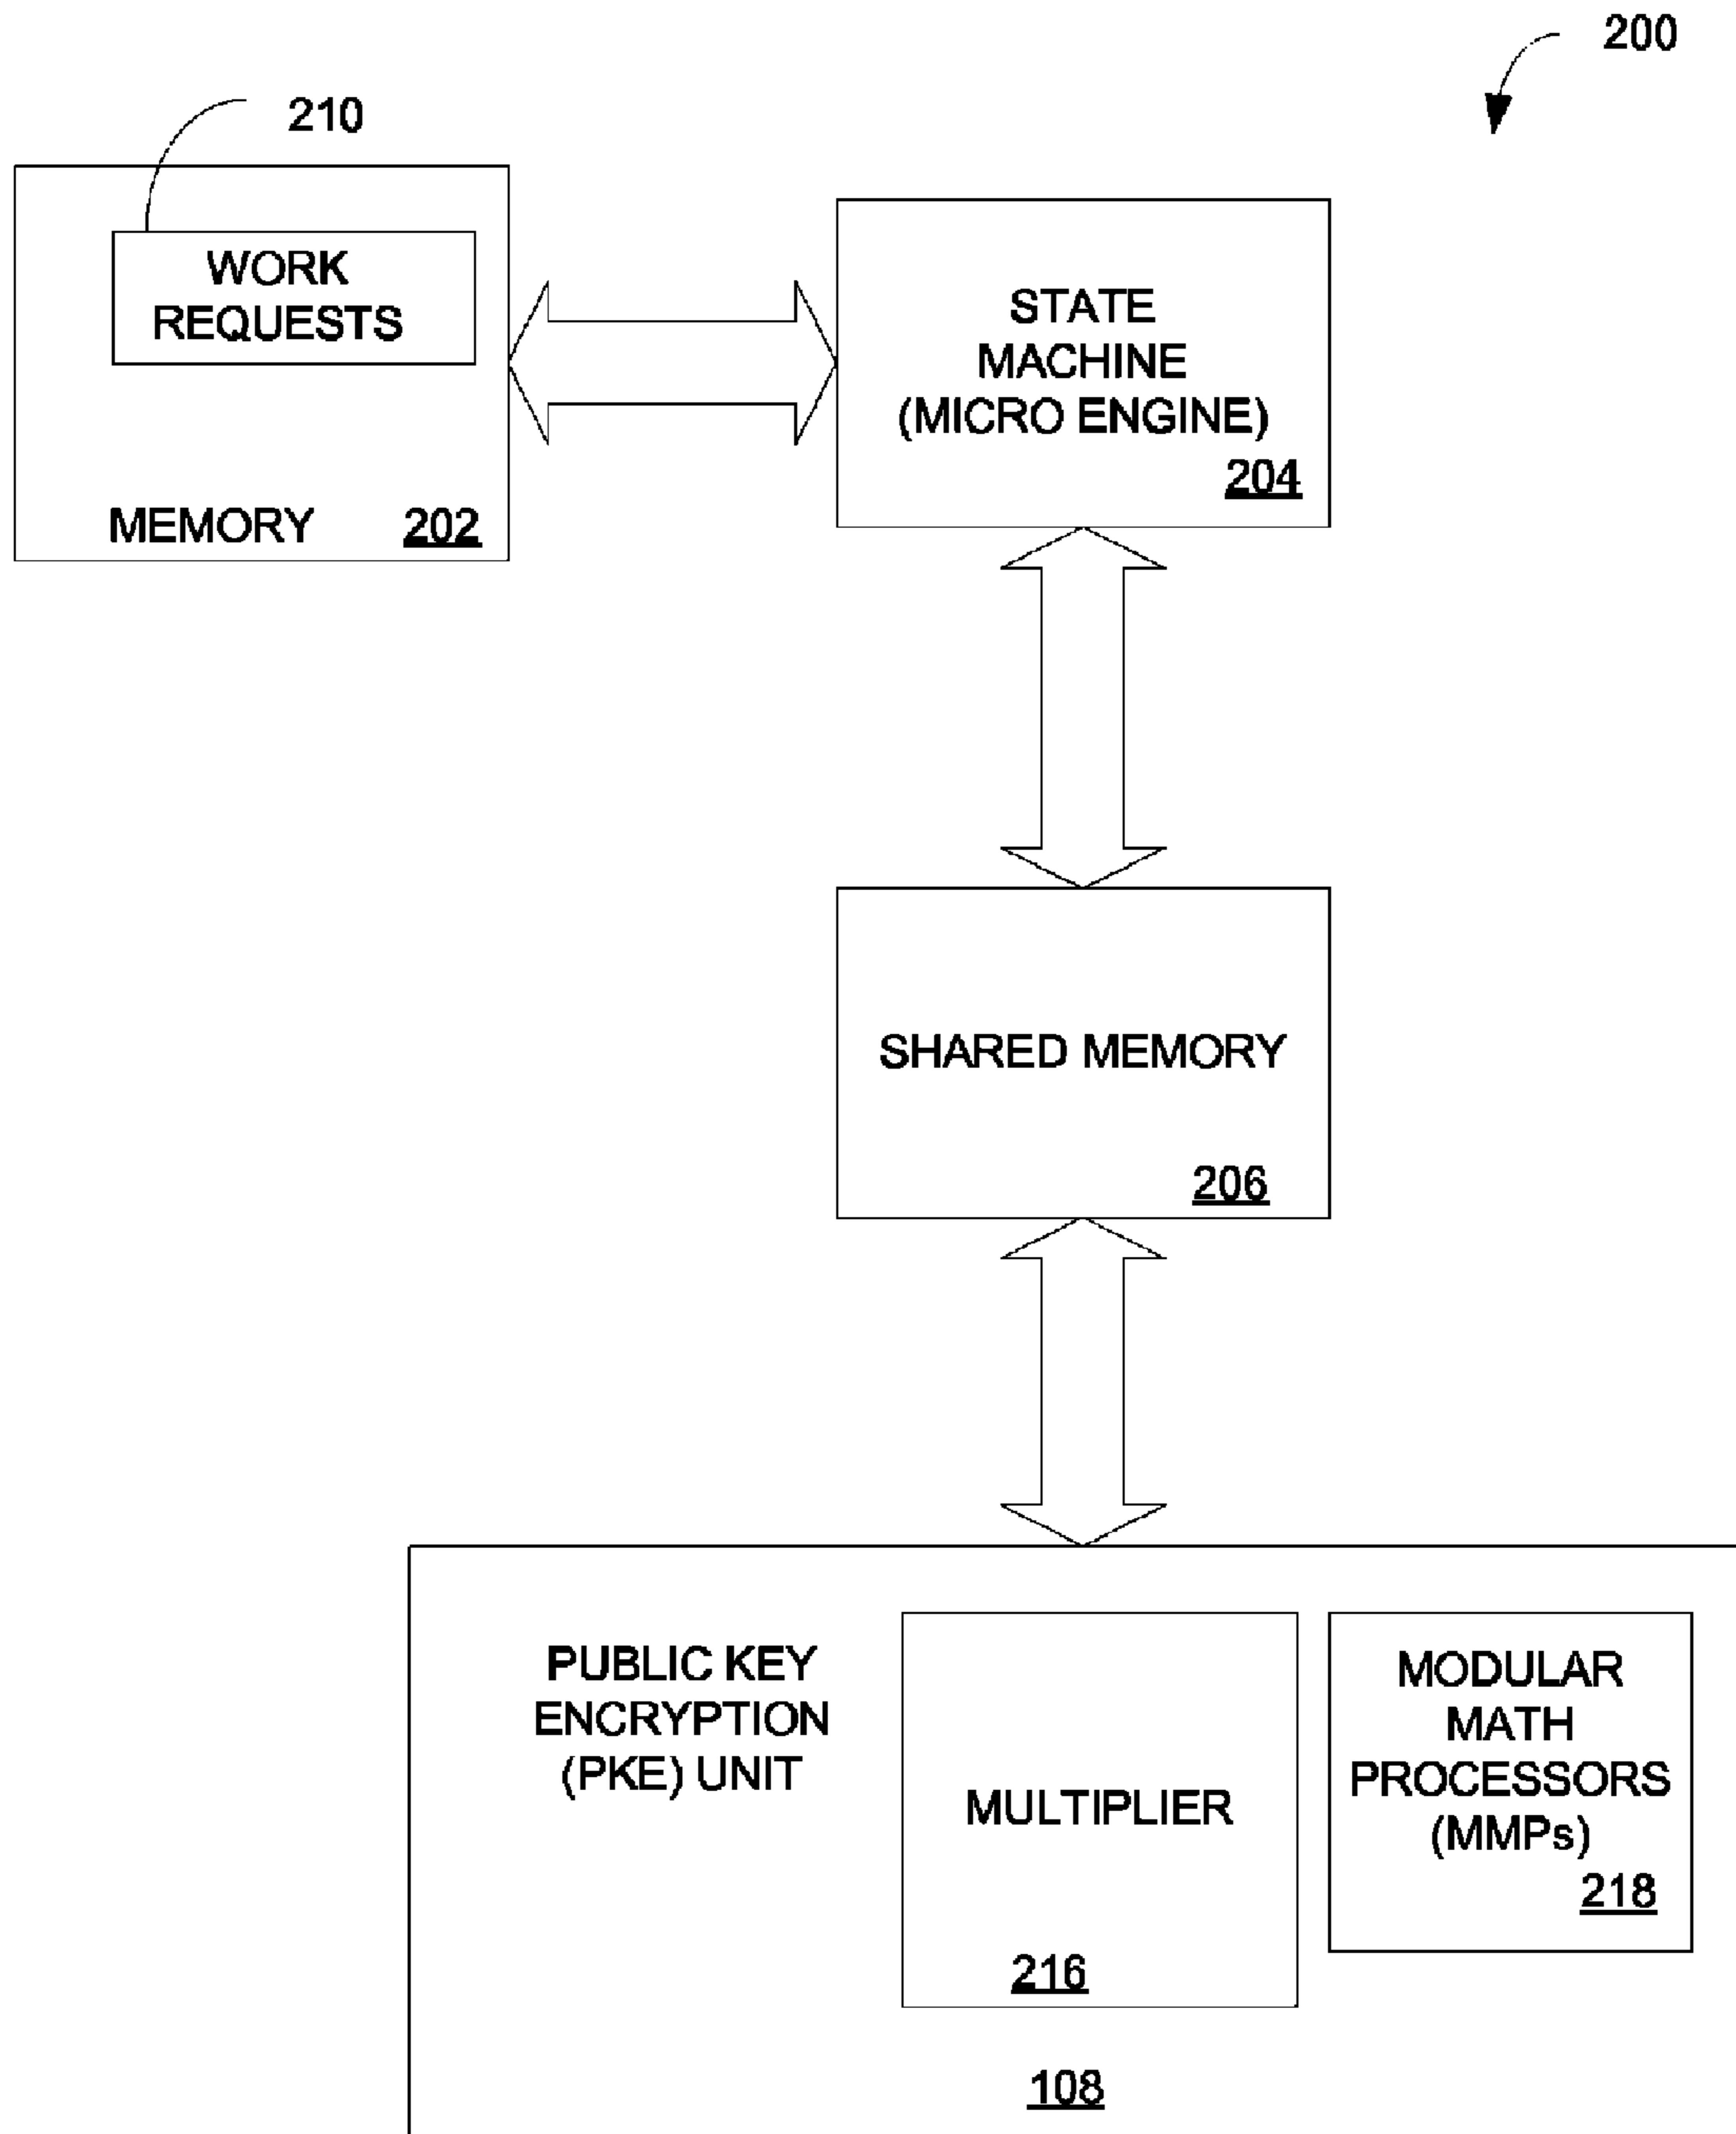 200
210
WORK
REQUESTS
MEMORY 202
STATE
MACHINE
(MICRO ENGINE)
204
SHARED MEMORY
206
PUBLIC KEY
ENCRYPTION
(PKE) UNIT
MULTIPLIER
216
MODULAR
MATH
PROCESSORS
(MMPs)
218
108